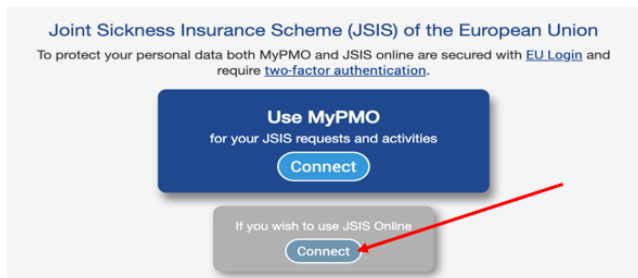 Joint Sickness Insurance Scheme (JSIS) of the European Union
To protect your personal data both MyPMO and JSIS online are secured with EU Login and
require two-factor authentication.
Use MyPMO
for your JSIS requests and activities
Connect
If you wish to use JSIS Online
Connect